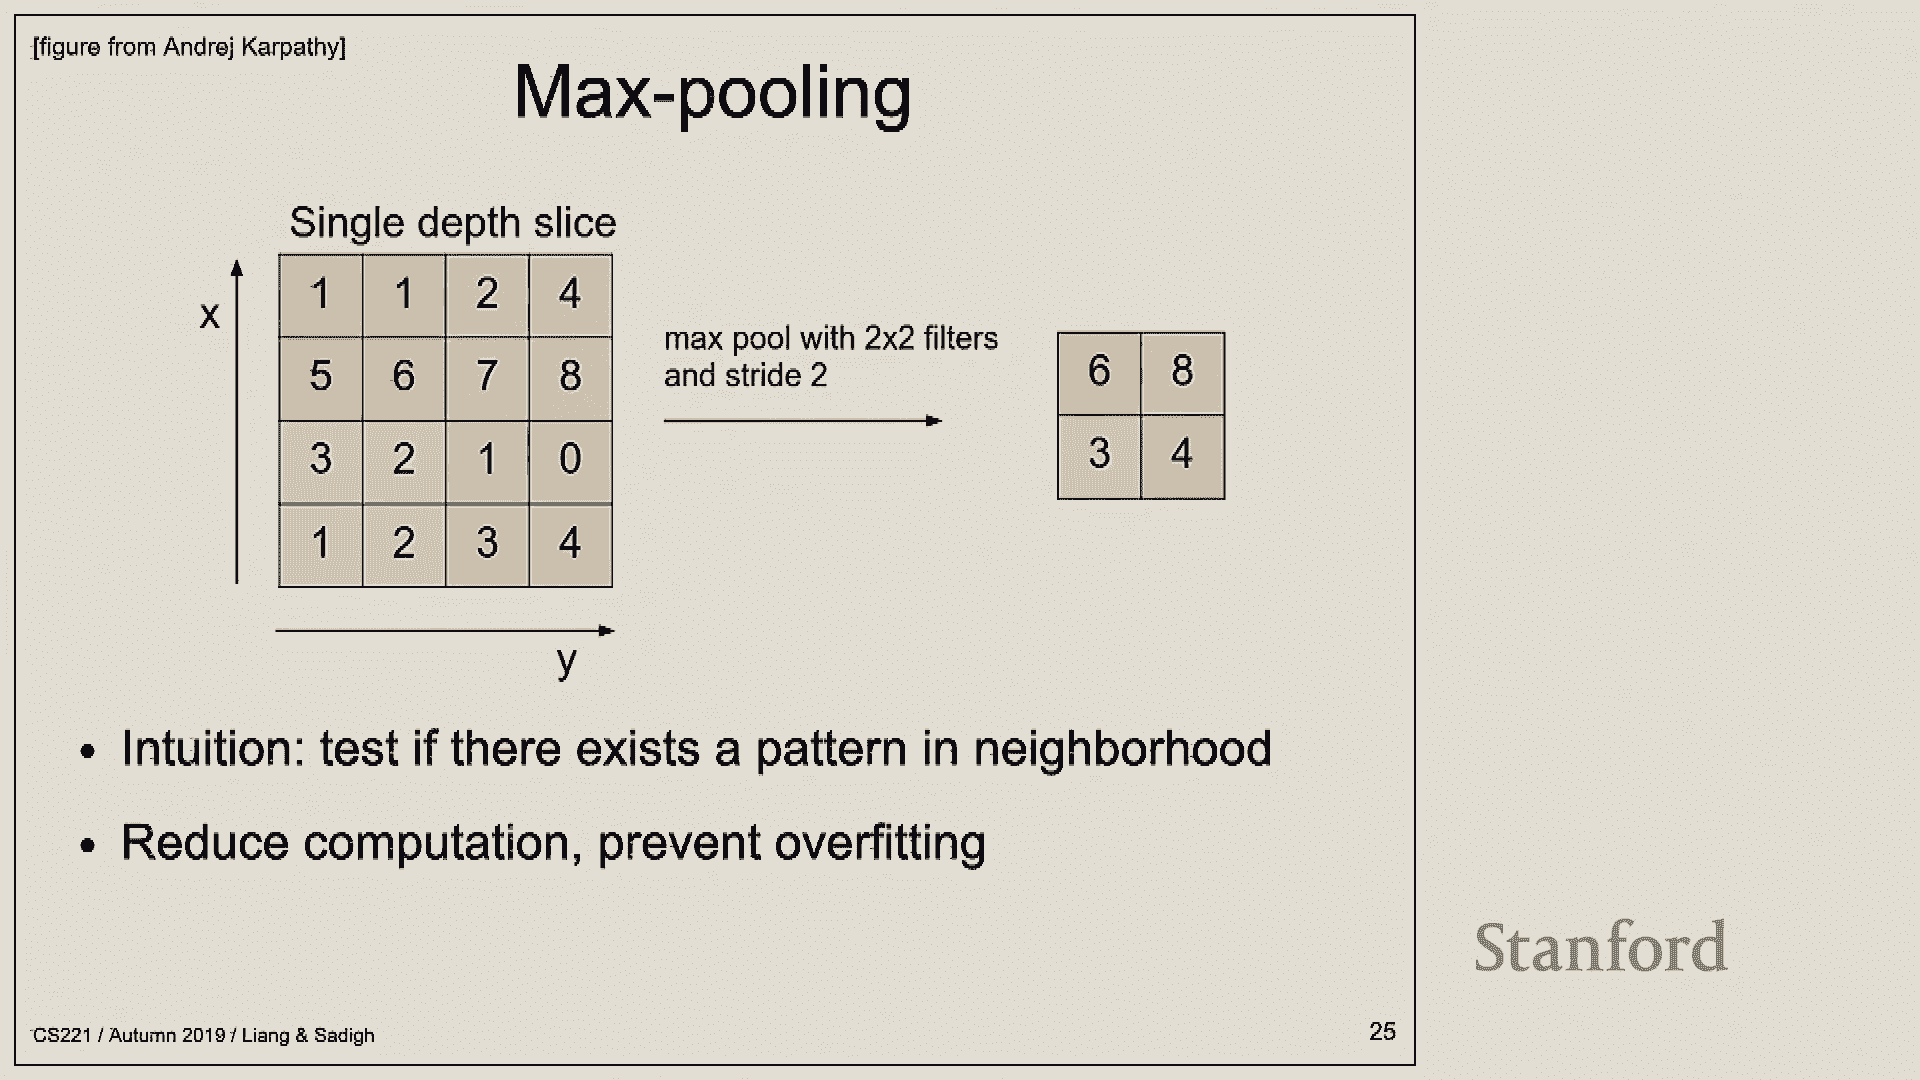 [figure from Andrej Karpathy]
Max-pooling
Single depth slice
x
1 1 2 4
5 6 7 8
3 2 1 0
1 2 3 4
y
max pool with 2x2 filters
and stride 2
6 8
3 4
• Intuition: test if there exists a pattern in neighborhood
• Reduce computation, prevent overfitting
CS221 / Autumn 2019 / Liang & Sadigh
25
Stanford